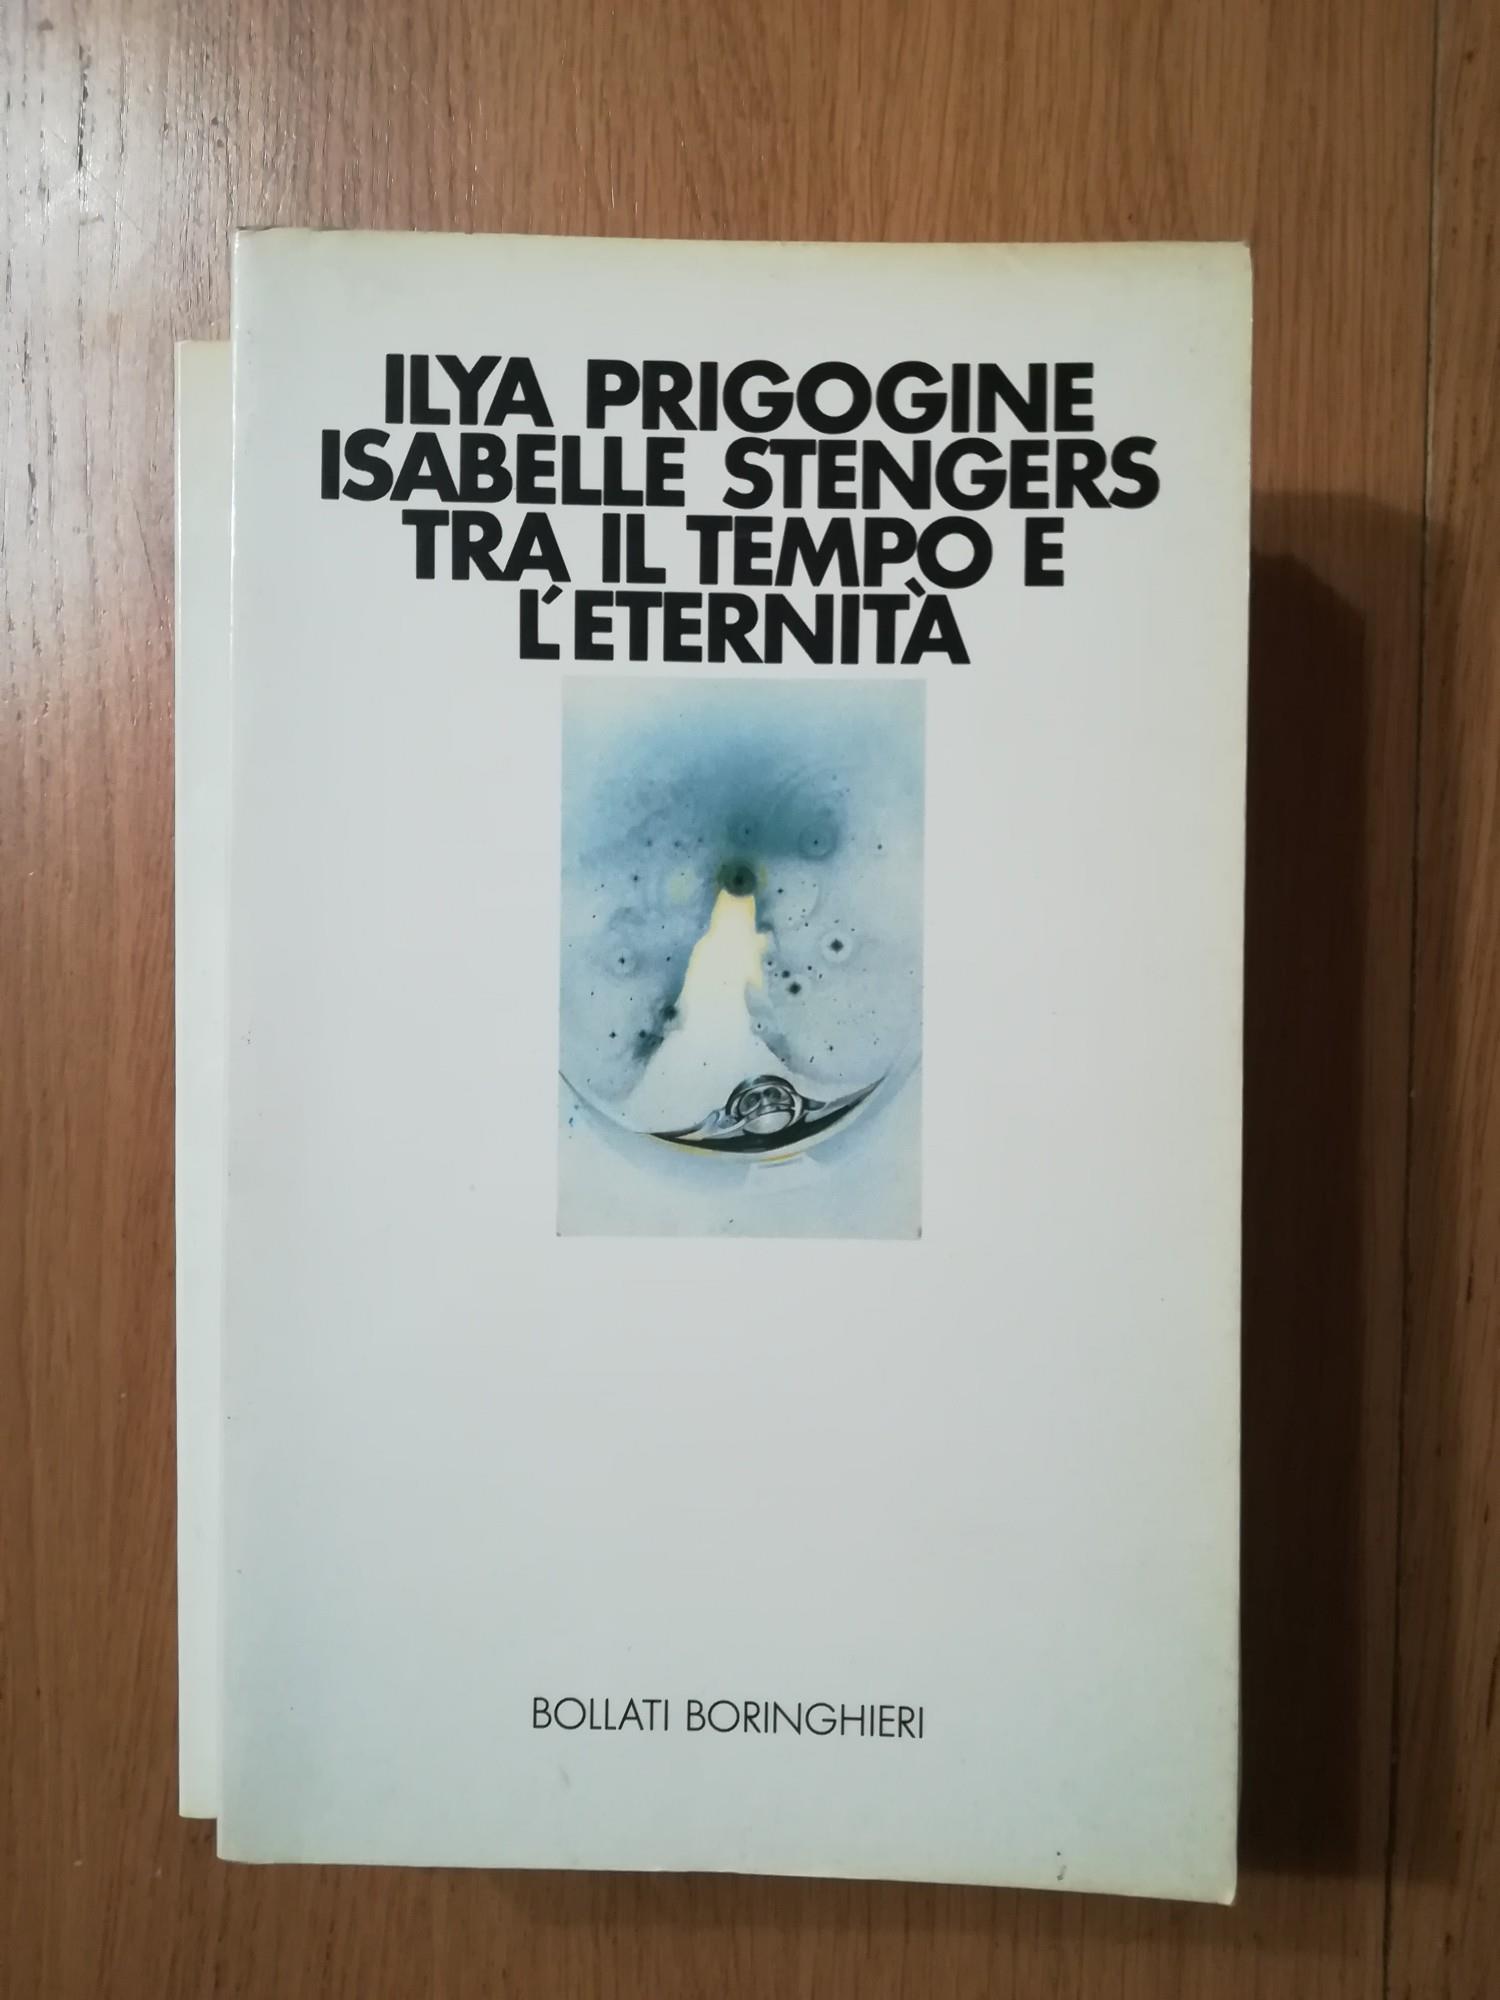 ILYA PRIGOGINE
ISABELLE STENGERS
TRA IL TEMPO E
L'ETERNITÀ
BOLLATI BORINGHIERI